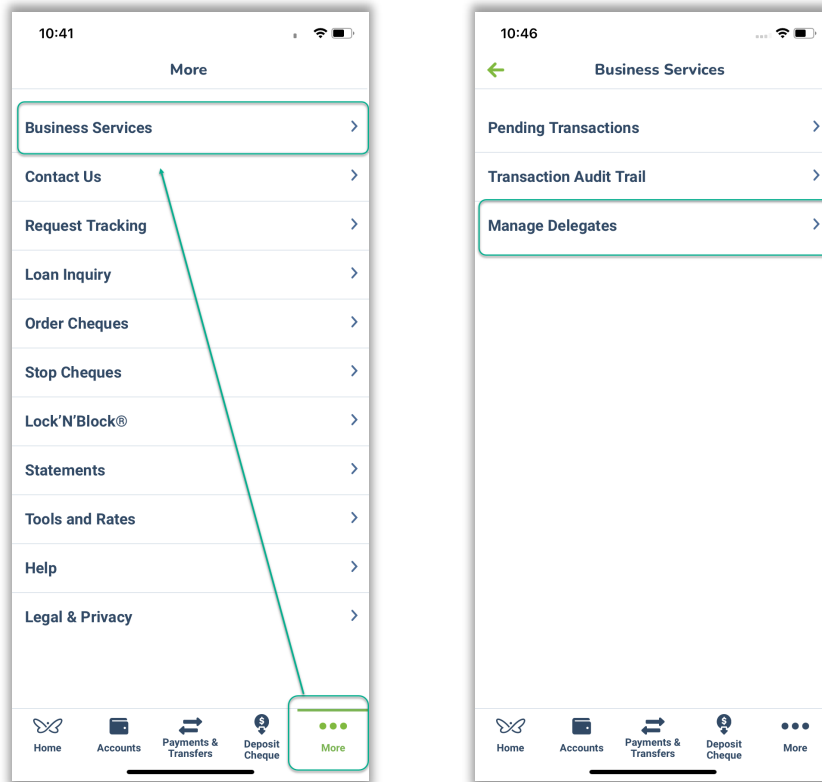 10:41
More
Business Services
Contact Us
Request Tracking
Loan Inquiry
Order Cheques
Stop Cheques
Lock’N’Block®
Statements
Tools and Rates
Help
Legal & Privacy
Home
Accounts
Payments &
Transfers
Deposit
Cheque
More
10:46
Business Services
Pending Transactions
Transaction Audit Trail
Manage Delegates
Home
Accounts
Payments &
Transfers
Deposit
Cheque
More